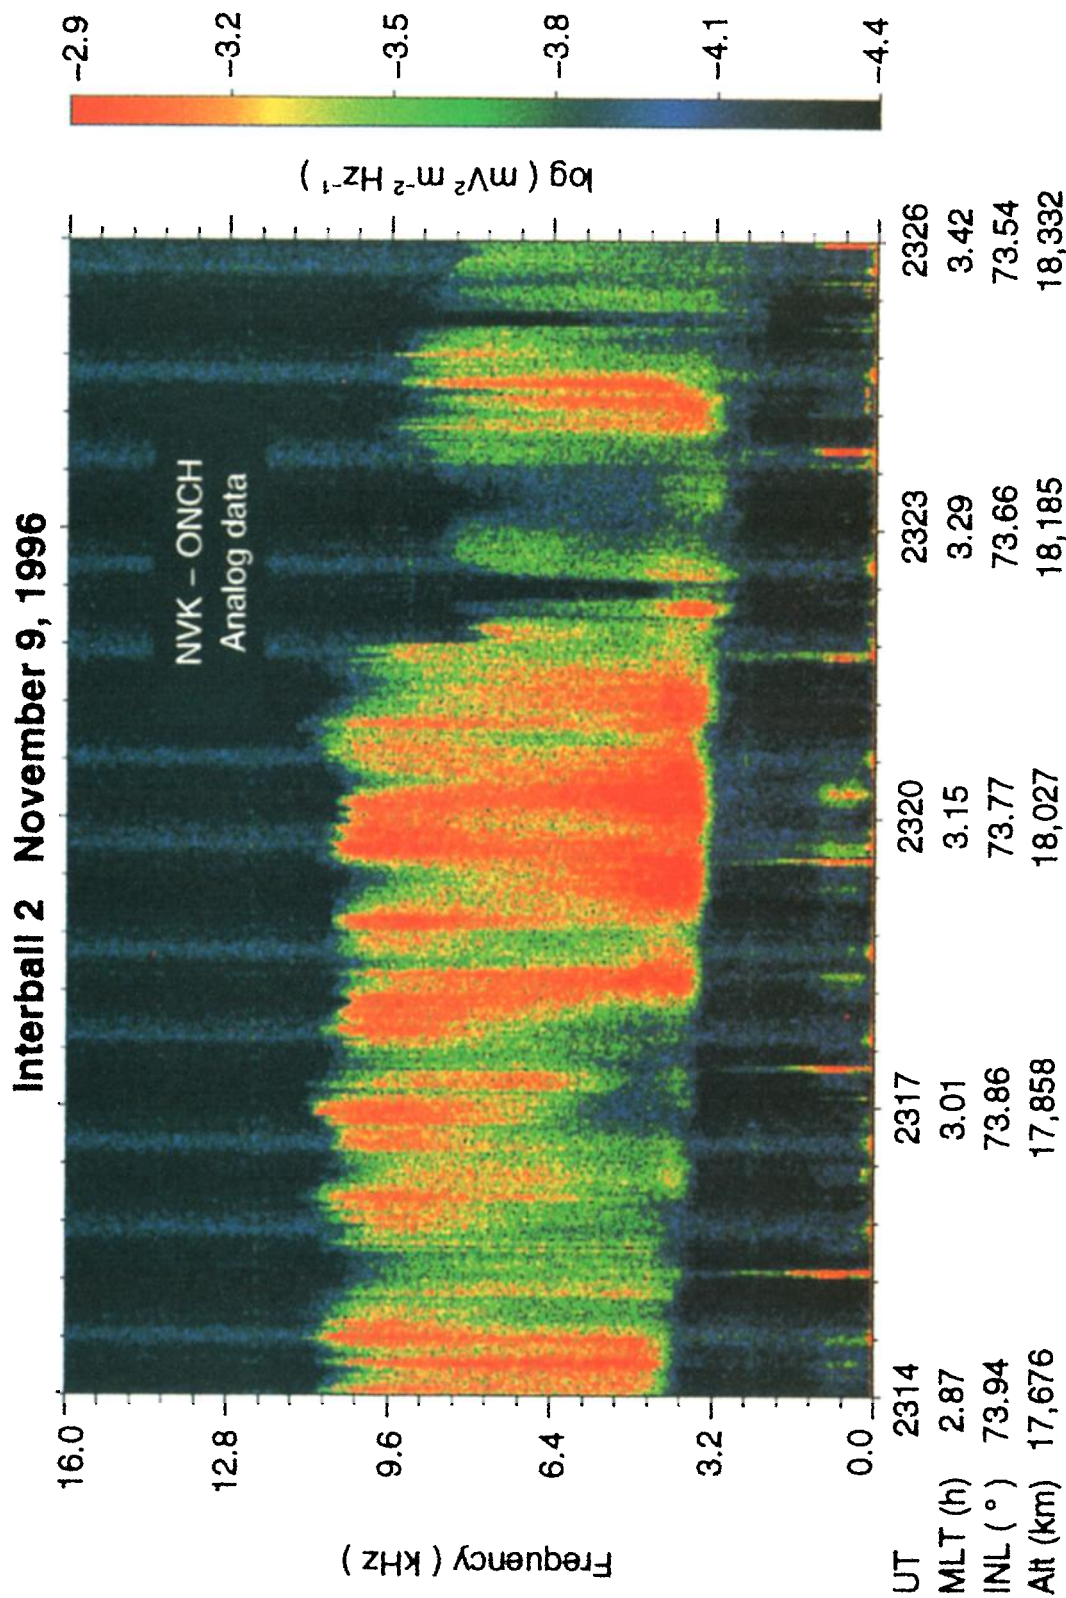 Interball 2 November 9, 1996
NVK – ONCH
Analog data
Frequency ( kHz )
16.0
12.8
9.6
6.4
3.2
0.0
UT 2314 2317 2320 2323 2326
MLT (h) 2.87 3.01 3.15 3.29 3.42
INL ( ° ) 73.94 73.86 73.77 73.66 73.54
Alt (km) 17,676 17,858 18,027 18,185 18,332
log ( mV² m⁻² Hz⁻¹ )
–2.9
–3.2
–3.5
–3.8
–4.1
–4.4